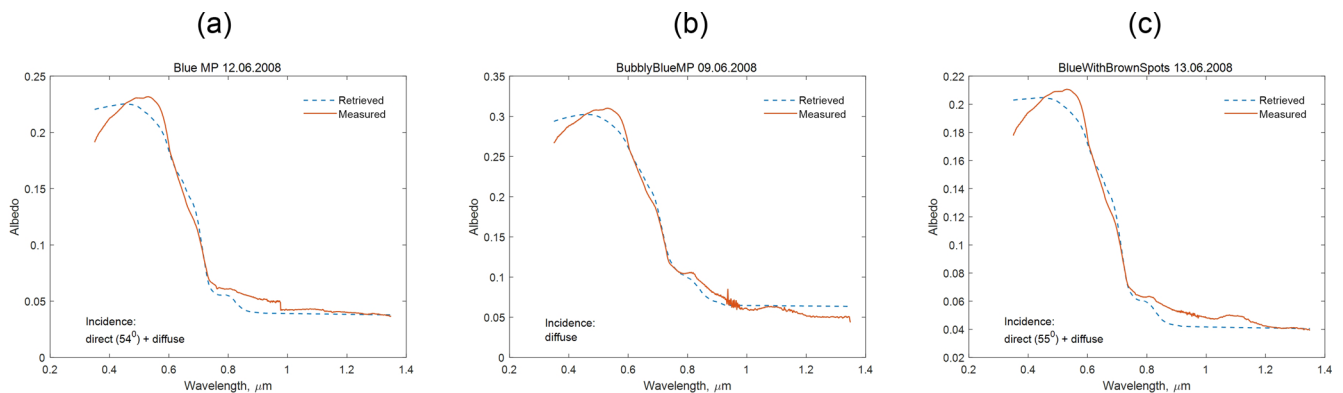 (a)
Blue MP 12.06.2008
0.25
0.2
0.15
0.1
0.05
0
Albedo
Retrieved
Measured
Incidence:
direct (54⁰) + diffuse
0.2 0.4 0.6 0.8 1 1.2 1.4
Wavelength, μm
(b)
BubblyBlueMP 09.06.2008
0.35
0.3
0.25
0.2
0.15
0.1
0.05
0
Albedo
Retrieved
Measured
Incidence:
diffuse
0.2 0.4 0.6 0.8 1 1.2 1.4
Wavelength, μm
(c)
BlueWithBrownSpots 13.06.2008
0.22
0.2
0.18
0.16
0.14
0.12
0.1
0.08
0.06
0.04
0.02
Albedo
Retrieved
Measured
Incidence:
direct (55⁰) + diffuse
0.2 0.4 0.6 0.8 1 1.2 1.4
Wavelength, μm